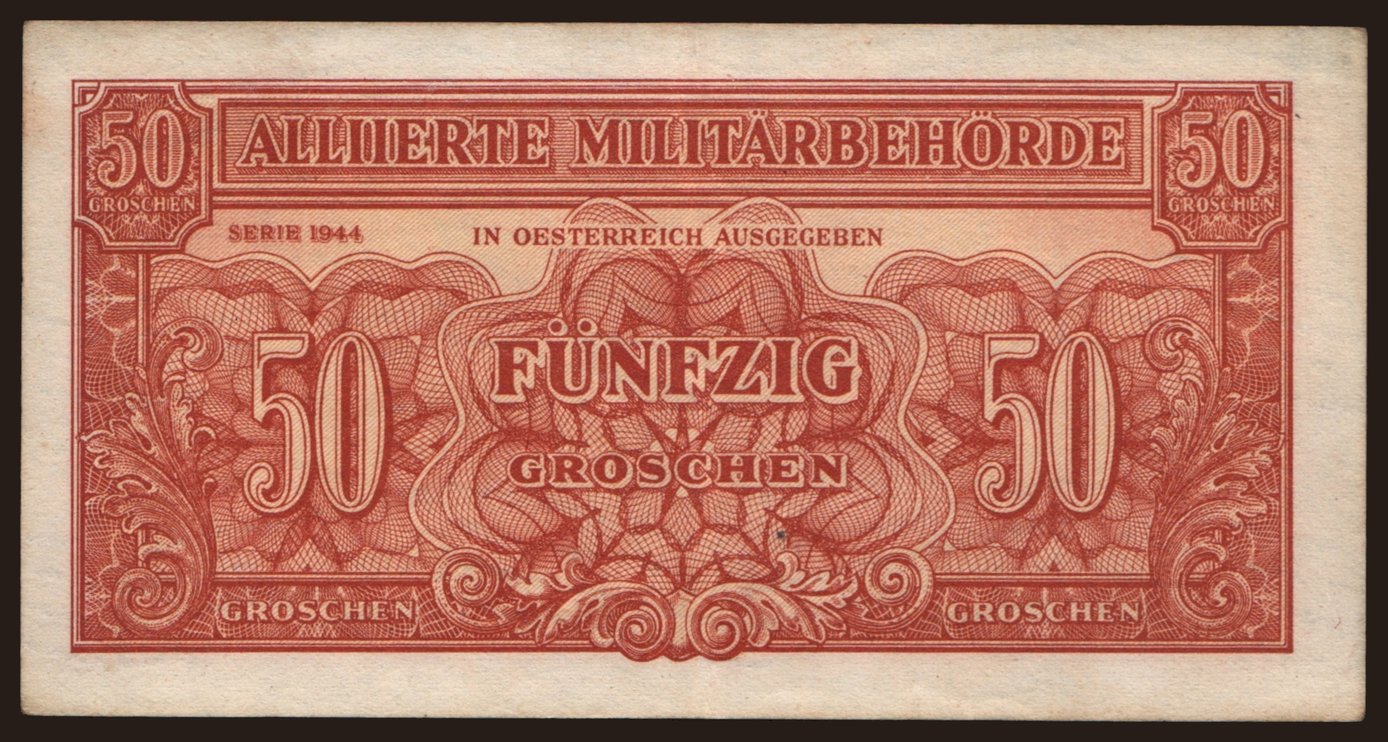 50 ALLIIERTE MILITÄRBEHÖRDE 50
GROSCHEN GROSCHEN
SERIE 1944 IN OESTERREICH AUSGEGEBEN
50 FÜNFZIG 50
GROSCHEN
GROSCHEN GROSCHEN